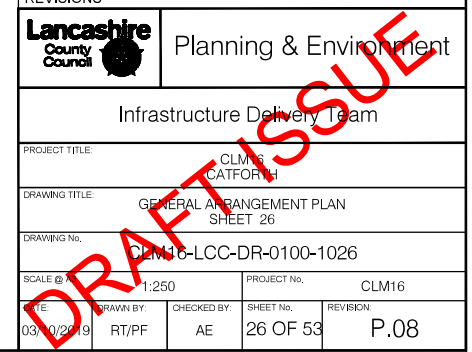 REVISIONS
Lancashire
County
Council
Planning & Environment
Infrastructure Delivery Team
PROJECT TITLE:
CLM16
CATFORTH
DRAWING TITLE:
GENERAL ARRANGEMENT PLAN
SHEET 26
DRAWING No.
CLM16-LCC-DR-0100-1026
SCALE @ A3
1:250
PROJECT No.
CLM16
DATE:
03/10/2019
DRAWN BY:
RT/PF
CHECKED BY:
AE
SHEET No.
26 OF 53
REVISION:
P.08
DRAFT ISSUE